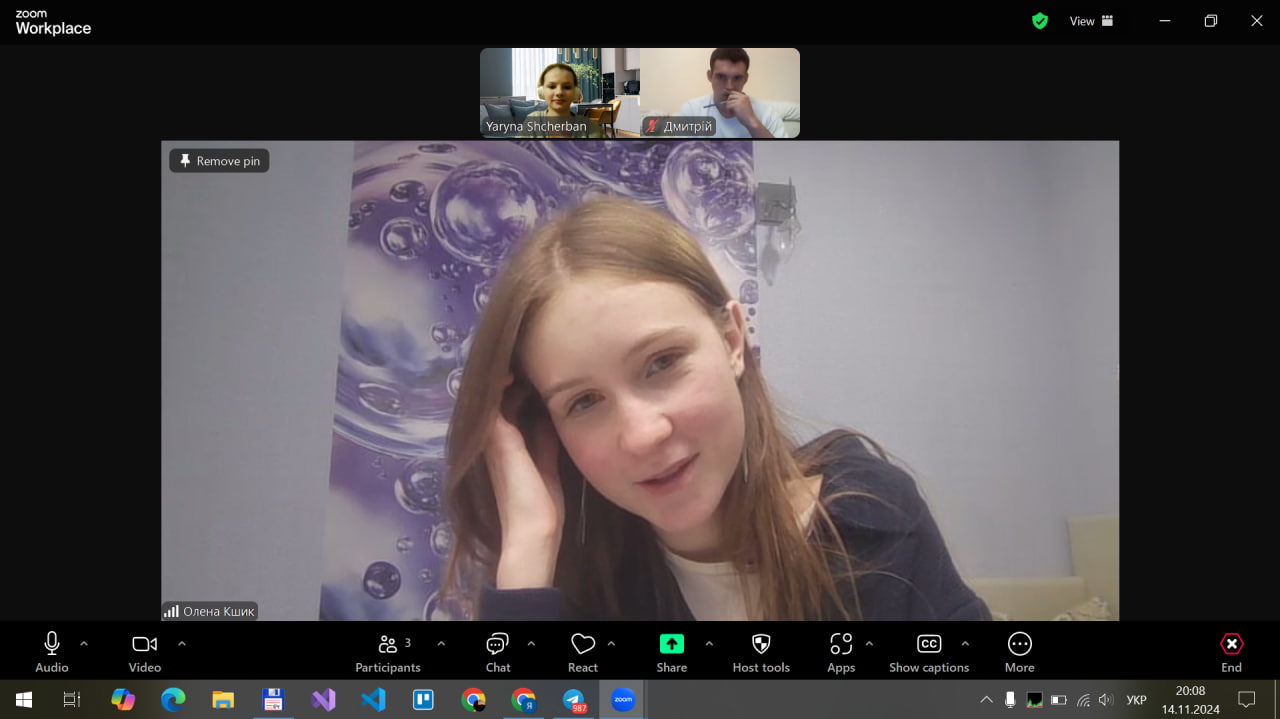 zoom
Workplace
View
Yaryna Shcherban
Дмитрій
Remove pin
Олена Кшик
Audio
Video
Participants
3
Chat
React
Share
Host tools
Apps
CC
Show captions
More
End
Я
987
zoom
УКР
20:08
14.11.2024